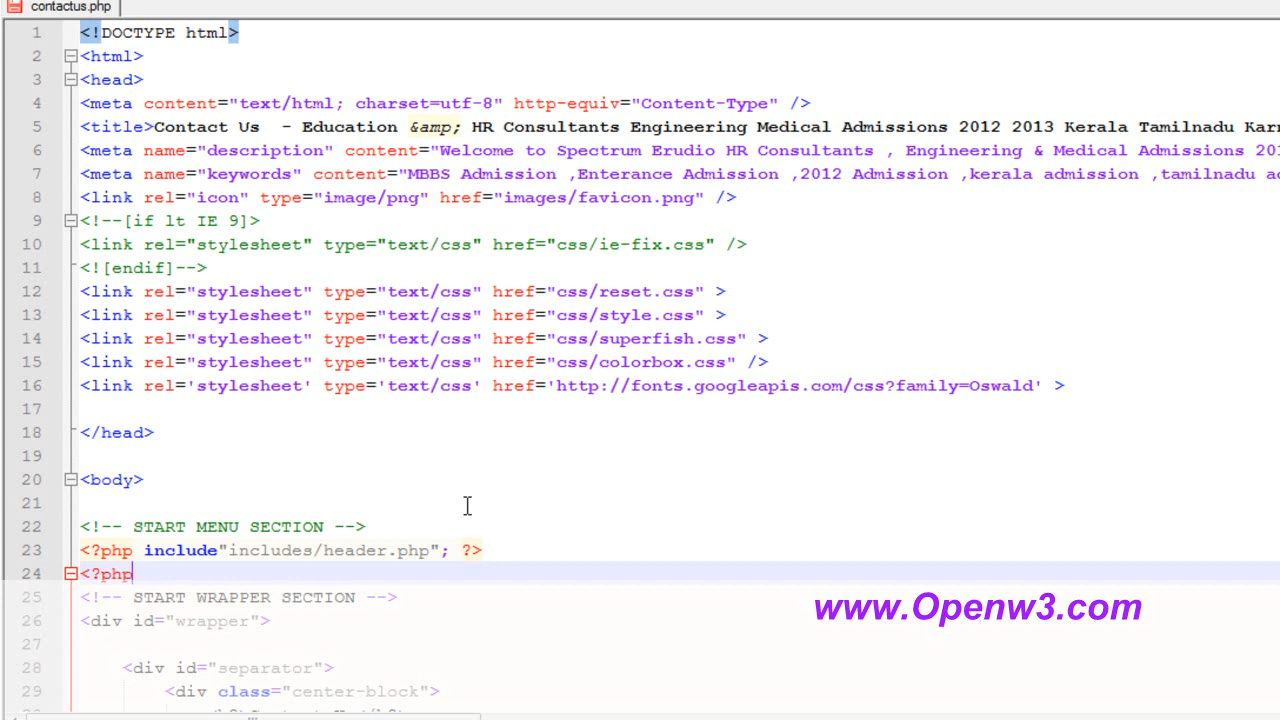 contactus.php
1 <!DOCTYPE html>
2 <html>
3 <head>
4 <meta content="text/html; charset=utf-8" http-equiv="Content-Type" />
5 <title>Contact Us  - Education &amp; HR Consultants Engineering Medical Admissions 2012 2013 Kerala Tamilnadu
6 <meta name="description" content="Welcome to Spectrum Erudio HR Consultants , Engineering & Medical Admissions
7 <meta name="keywords" content="MBBS Admission ,Enterance Admission ,2012 Admission ,kerala admission ,tamilnadu
8 <link rel="icon" type="image/png" href="images/favicon.png" />
9 <!--[if lt IE 9]>
10 <link rel="stylesheet" type="text/css" href="css/ie-fix.css" />
11 <![endif]-->
12 <link rel="stylesheet" type="text/css" href="css/reset.css" >
13 <link rel="stylesheet" type="text/css" href="css/style.css" >
14 <link rel="stylesheet" type="text/css" href="css/superfish.css" >
15 <link rel="stylesheet" type="text/css" href="css/colorbox.css" />
16 <link rel='stylesheet' type='text/css' href='http://fonts.googleapis.com/css?family=Oswald' >
17
18 </head>
19
20 <body>
21
22 <!-- START MENU SECTION -->
23 <?php include"includes/header.php"; ?>
24 <?php
25 <!-- START WRAPPER SECTION -->
26 <div id="wrapper">
www.Openw3.com
27
28 <div id="separator">
29 <div class="center-block">